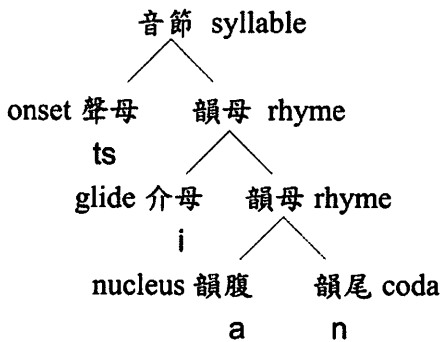 音節 syllable
onset 聲母 韻母 rhyme
ts
glide 介母 韻母 rhyme
i
nucleus 韻腹 韻尾 coda
a n